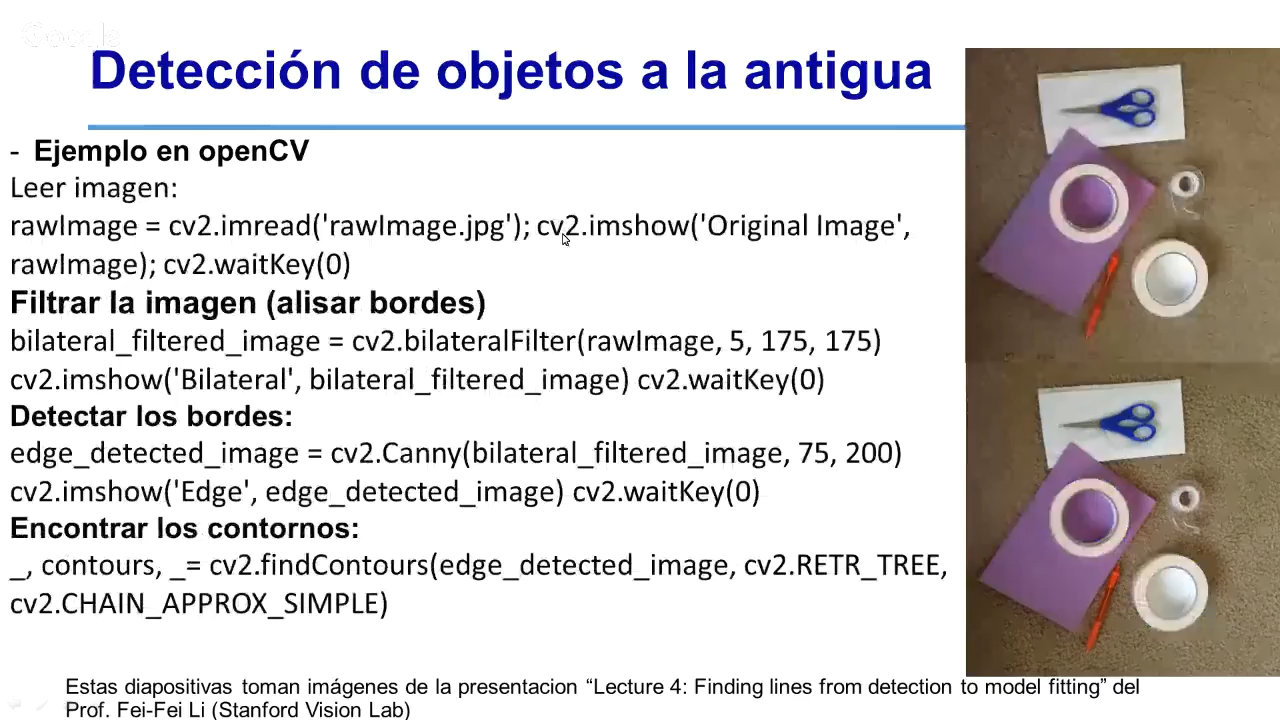 Detección de objetos a la antigua
- Ejemplo en openCV
Leer imagen:
rawImage = cv2.imread('rawImage.jpg'); cv2.imshow('Original Image',
rawImage); cv2.waitKey(0)
Filtrar la imagen (alisar bordes)
bilateral_filtered_image = cv2.bilateralFilter(rawImage, 5, 175, 175)
cv2.imshow('Bilateral', bilateral_filtered_image) cv2.waitKey(0)
Detectar los bordes:
edge_detected_image = cv2.Canny(bilateral_filtered_image, 75, 200)
cv2.imshow('Edge', edge_detected_image) cv2.waitKey(0)
Encontrar los contornos:
_, contours, _= cv2.findContours(edge_detected_image, cv2.RETR_TREE,
cv2.CHAIN_APPROX_SIMPLE)
Estas diapositivas toman imágenes de la presentacion “Lecture 4: Finding lines from detection to model fitting” del
Prof. Fei-Fei Li (Stanford Vision Lab)